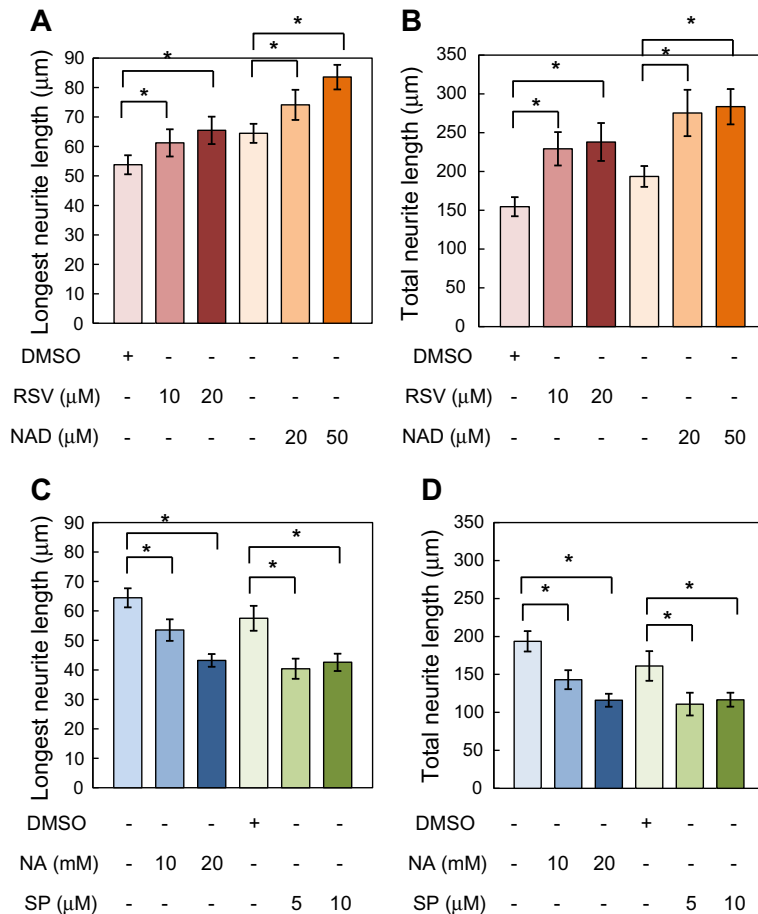 A
Longest neurite length (μm)
90
80
70
60
50
40
30
20
10
0
* * * *
DMSO + - - - - -
RSV (μM) - 10 20 - - -
NAD (μM) - - - - 20 50
B
Total neurite length (μm)
350
300
250
200
150
100
50
0
* * * *
DMSO + - - - - -
RSV (μM) - 10 20 - - -
NAD (μM) - - - - 20 50
C
Longest neurite length (μm)
90
80
70
60
50
40
30
20
10
0
* * * *
DMSO - - - + - -
NA (mM) - 10 20 - - -
SP (μM) - - - - 5 10
D
Total neurite length (μm)
350
300
250
200
150
100
50
0
* * * *
DMSO - - - + - -
NA (mM) - 10 20 - - -
SP (μM) - - - - 5 10